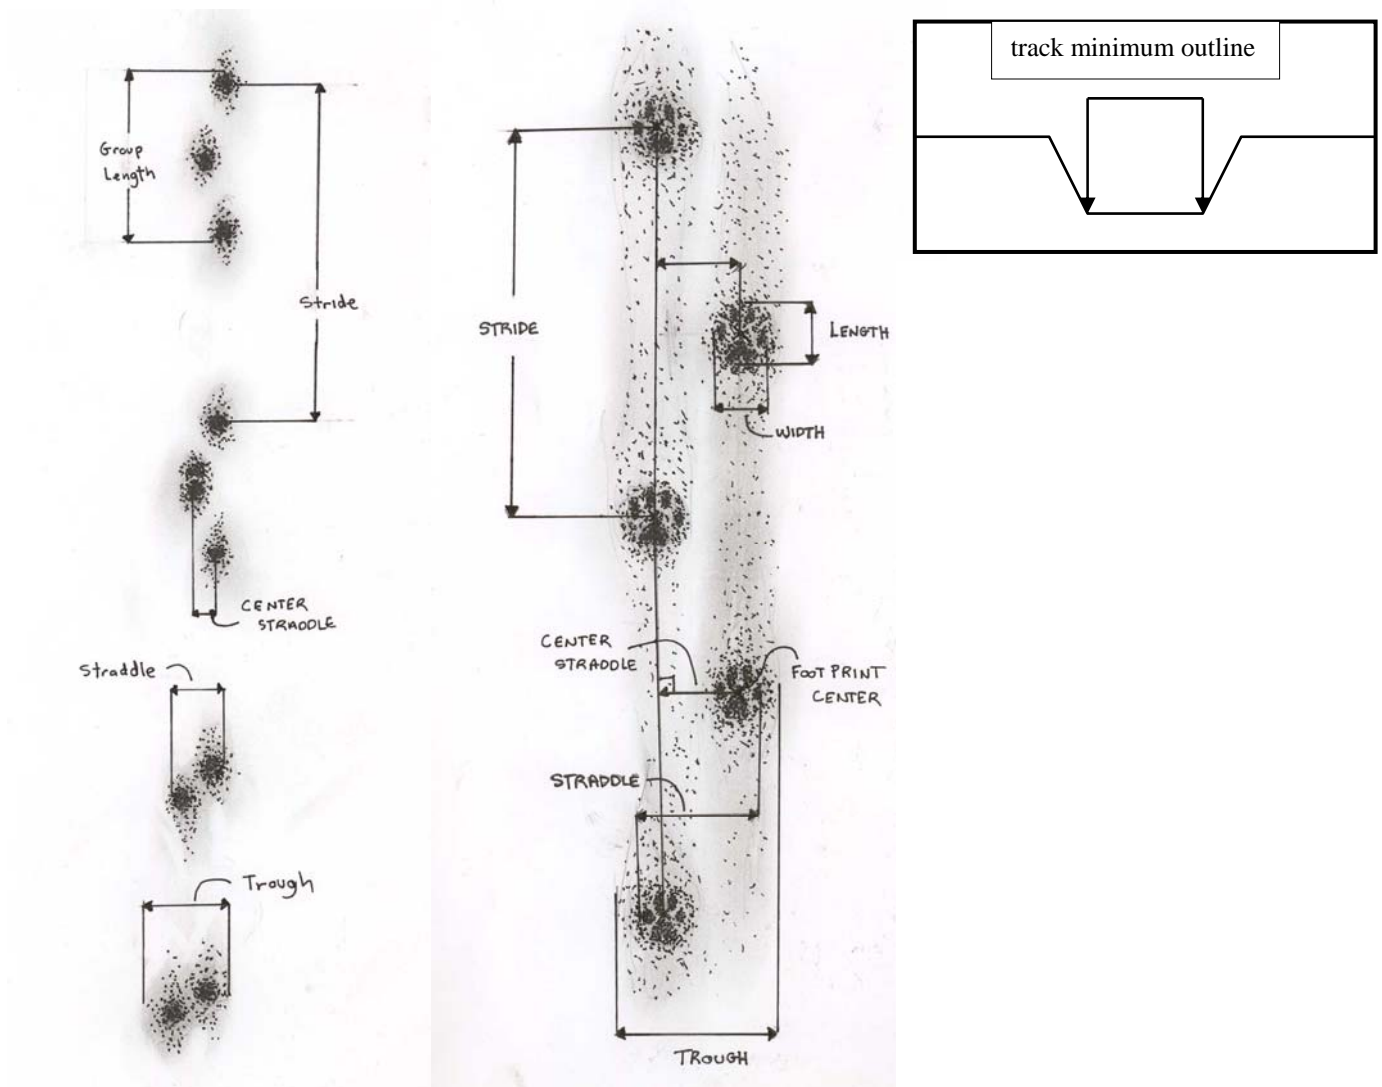 Group
Length
Stride
CENTER
STRADDLE
Straddle
Trough
STRIDE
LENGTH
WIDTH
CENTER
STRADDLE
FOOT PRINT
CENTER
STRADDLE
TROUGH
track minimum outline